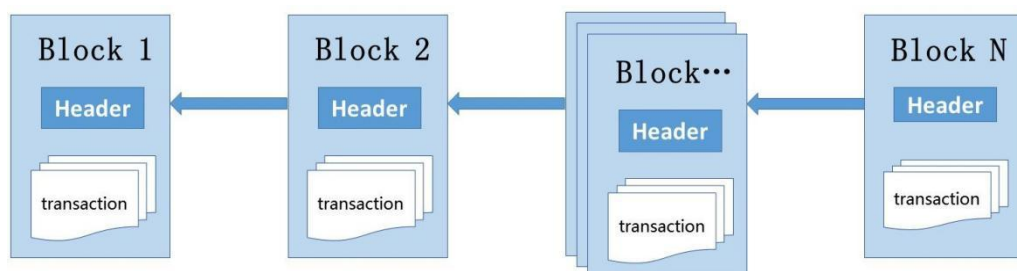 Block 1
Header
transaction
Block 2
Header
transaction
Block…
Header
transaction
Block N
Header
transaction